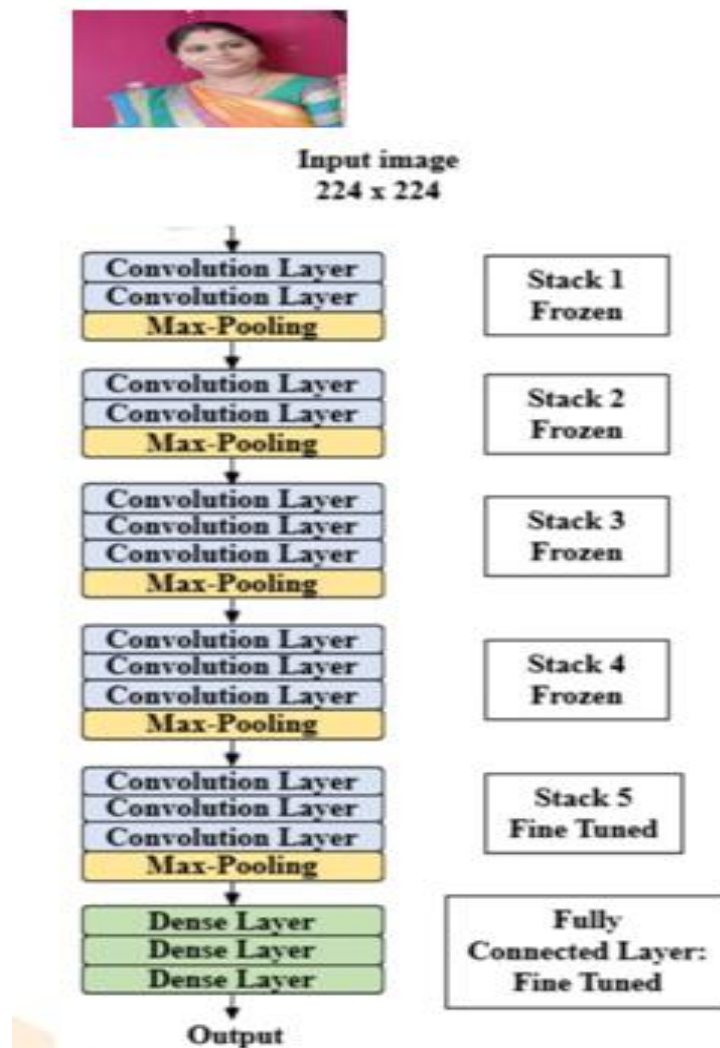 Input image
224 x 224
Convolution Layer
Convolution Layer
Max-Pooling
Stack 1
Frozen
Convolution Layer
Convolution Layer
Max-Pooling
Stack 2
Frozen
Convolution Layer
Convolution Layer
Convolution Layer
Max-Pooling
Stack 3
Frozen
Convolution Layer
Convolution Layer
Convolution Layer
Max-Pooling
Stack 4
Frozen
Convolution Layer
Convolution Layer
Convolution Layer
Max-Pooling
Stack 5
Fine Tuned
Dense Layer
Dense Layer
Dense Layer
Fully
Connected Layer:
Fine Tuned
Output